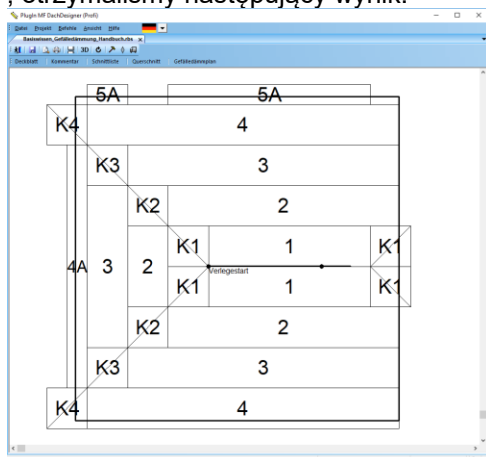 , otrzymaliśmy następujący wynik:
PlugIn MF DachDesigner (Profi)
Datei Projekt Befehle Ansicht Hilfe
Basiswissen_Gefälledämmung_Handbuch.rbs x
3D
Deckblatt Kommentar Schnittliste Querschnitt Gefälledämmplan
5A 5A
K4 4
K3 3
K2 2
K1 1 K1
4A 3 2
Verlegestart
K1 1 K1
K2 2
K3 3
K4 4